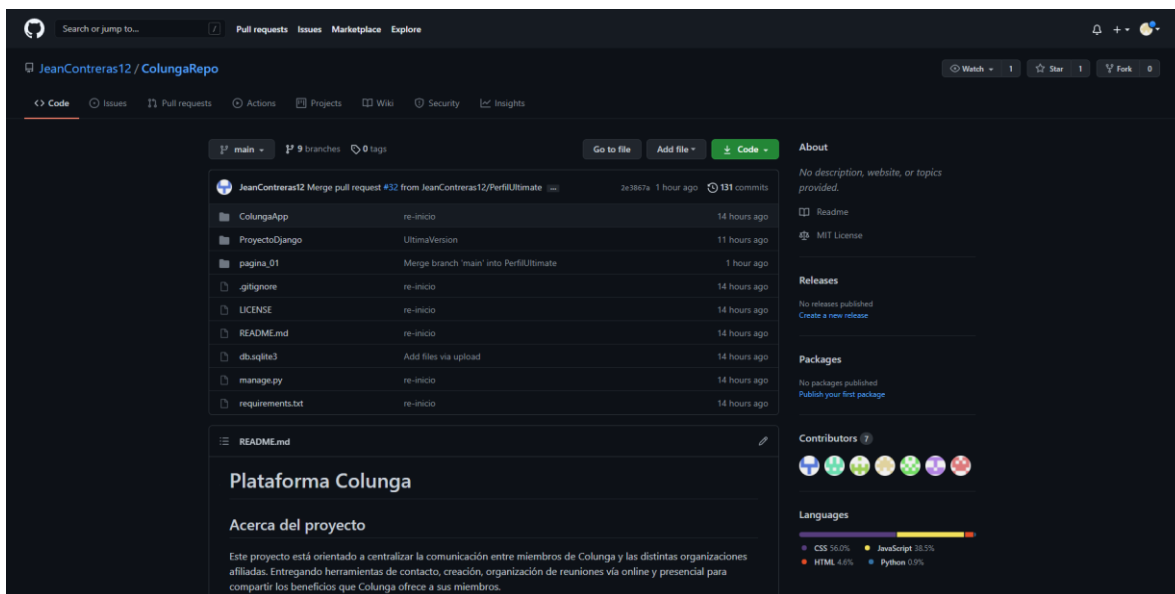 Search or jump to... / Pull requests Issues Marketplace Explore
JeanContreras12 / ColungaRepo
Watch 1 Star 1 Fork 0
Code Issues Pull requests Actions Projects Wiki Security Insights
main 9 branches 0 tags Go to file Add file Code
JeanContreras12 Merge pull request #32 from JeanContreras12/PerfilUltimate ... 2e3867a 1 hour ago 131 commits
ColungaApp re-inicio 14 hours ago
ProyectoDjango UltimaVersion 11 hours ago
pagina_01 Merge branch 'main' into PerfilUltimate 1 hour ago
.gitignore re-inicio 14 hours ago
LICENSE re-inicio 14 hours ago
README.md re-inicio 14 hours ago
db.sqlite3 Add files via upload 14 hours ago
manage.py re-inicio 14 hours ago
requirements.txt re-inicio 14 hours ago
README.md
Plataforma Colunga
Acerca del proyecto
Este proyecto está orientado a centralizar la comunicación entre miembros de Colunga y las distintas organizaciones
afiliadas. Entregando herramientas de contacto, creación, organización de reuniones vía online y presencial para
compartir los beneficios que Colunga ofrece a sus miembros.
About
No description, website, or topics
provided.
Readme
MIT License
Releases
No releases published
Create a new release
Packages
No packages published
Publish your first package
Contributors 7
Languages
CSS 56.0% JavaScript 38.5%
HTML 4.6% Python 0.9%